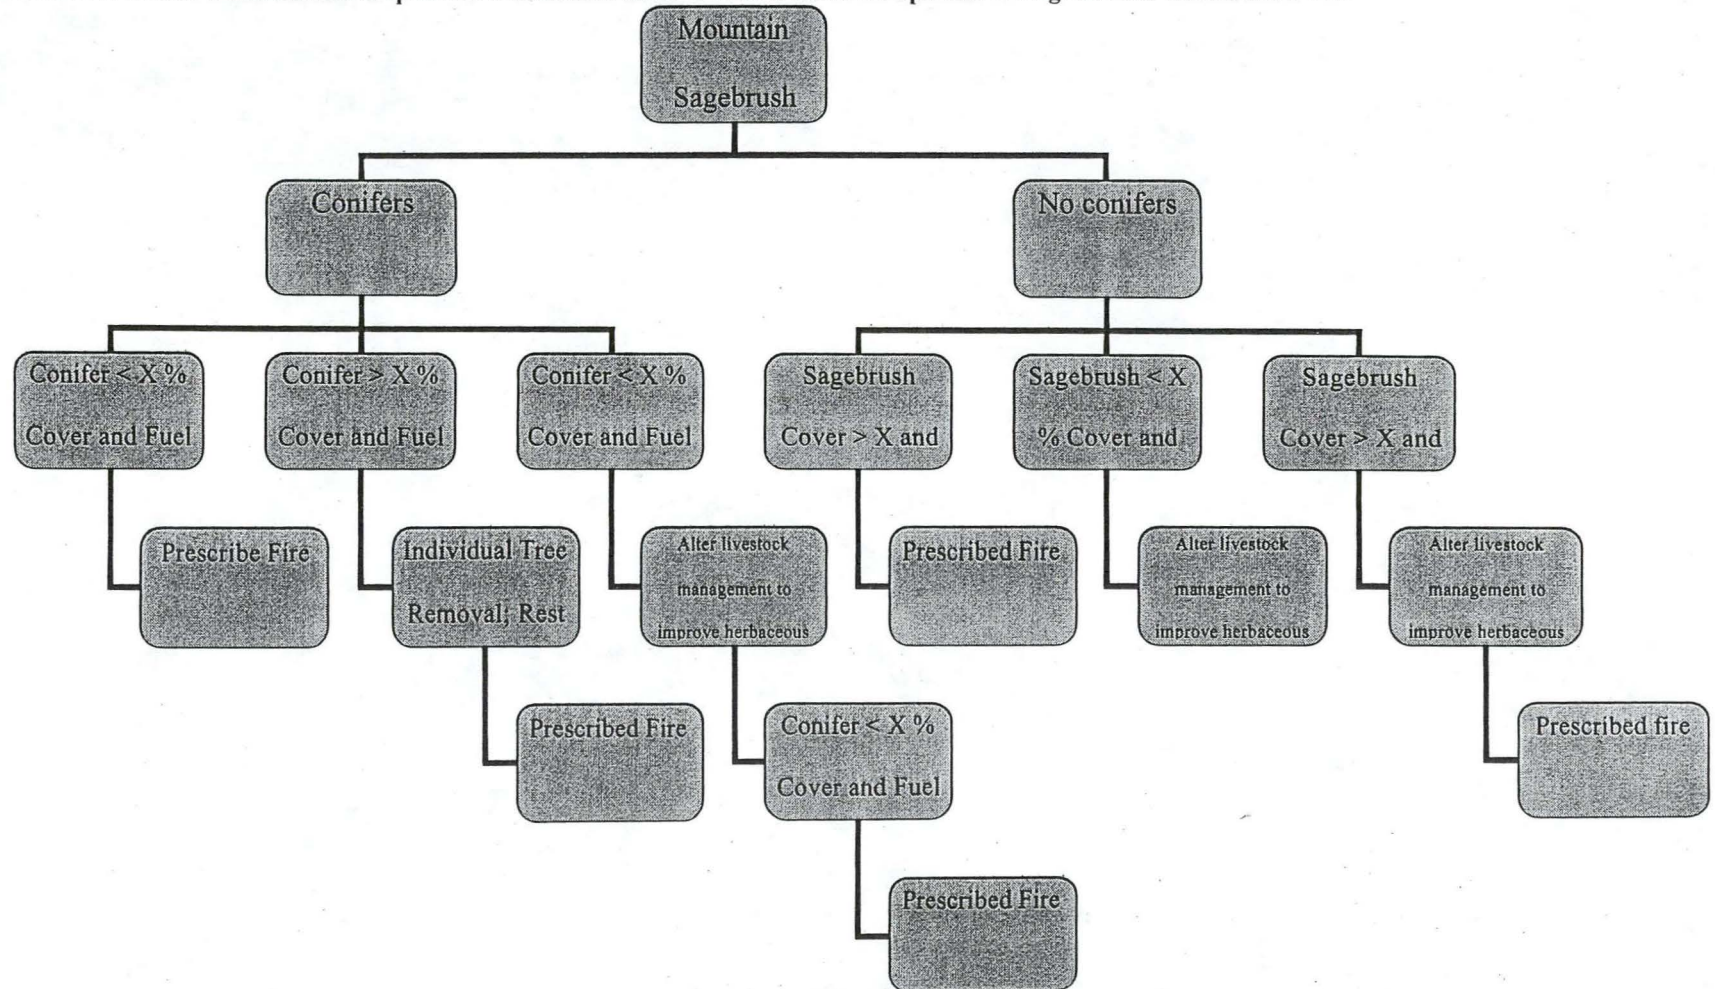 Mountain
Sagebrush
Conifers
No conifers
Conifer < X %
Cover and Fuel
Conifer > X %
Cover and Fuel
Conifer < X %
Cover and Fuel
Sagebrush
Cover > X and
Sagebrush < X
% Cover and
Sagebrush
Cover > X and
Prescribe Fire
Individual Tree
Removal; Rest
Alter livestock
management to
improve herbaceous
Prescribed Fire
Alter livestock
management to
improve herbaceous
Alter livestock
management to
improve herbaceous
Prescribed Fire
Conifer < X %
Cover and Fuel
Prescribed fire
Prescribed Fire